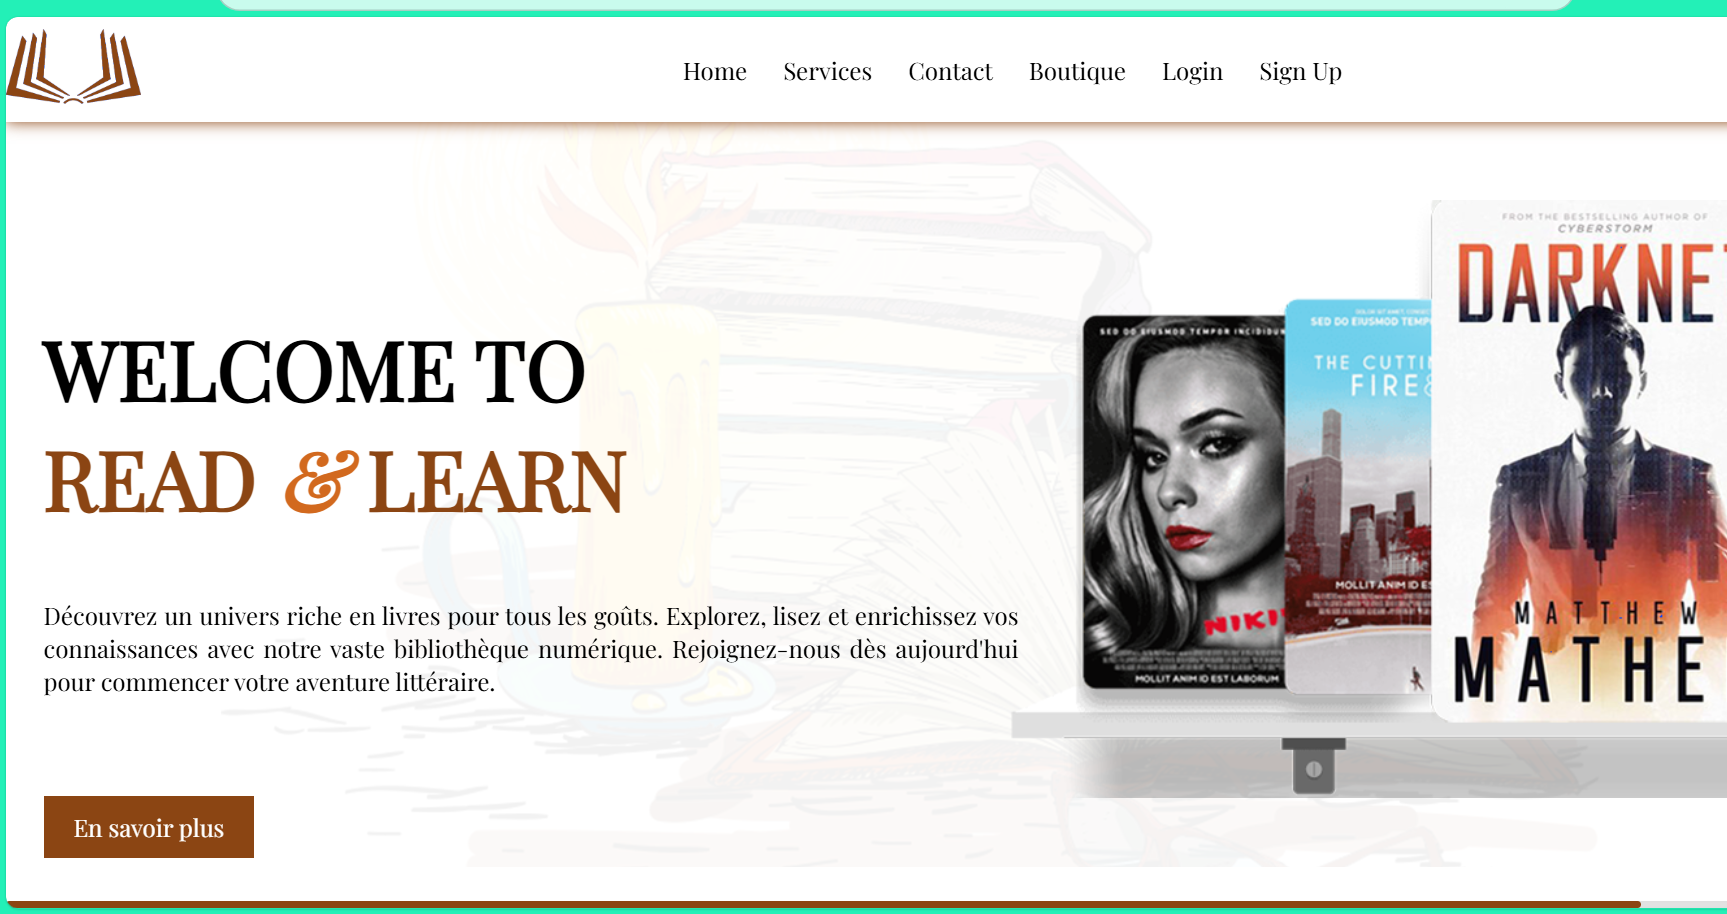 Home Services Contact Boutique Login Sign Up
WELCOME TO
READ & LEARN
Découvrez un univers riche en livres pour tous les goûts. Explorez, lisez et enrichissez vos
connaissances avec notre vaste bibliothèque numérique. Rejoignez-nous dès aujourd'hui
pour commencer votre aventure littéraire.
En savoir plus
SED DO EIUSMOD TEMPOR INCIDIDUN
NIKI
MOLLIT ANIM ID EST LABORUM
SED DO EIUSMOD TEMP
THE CUTTIN
FIRE&
MOLLIT ANIM ID ES
FROM THE BESTSELLING AUTHOR OF
CYBERSTORM
DARKNE
MATTHEW
MATHE